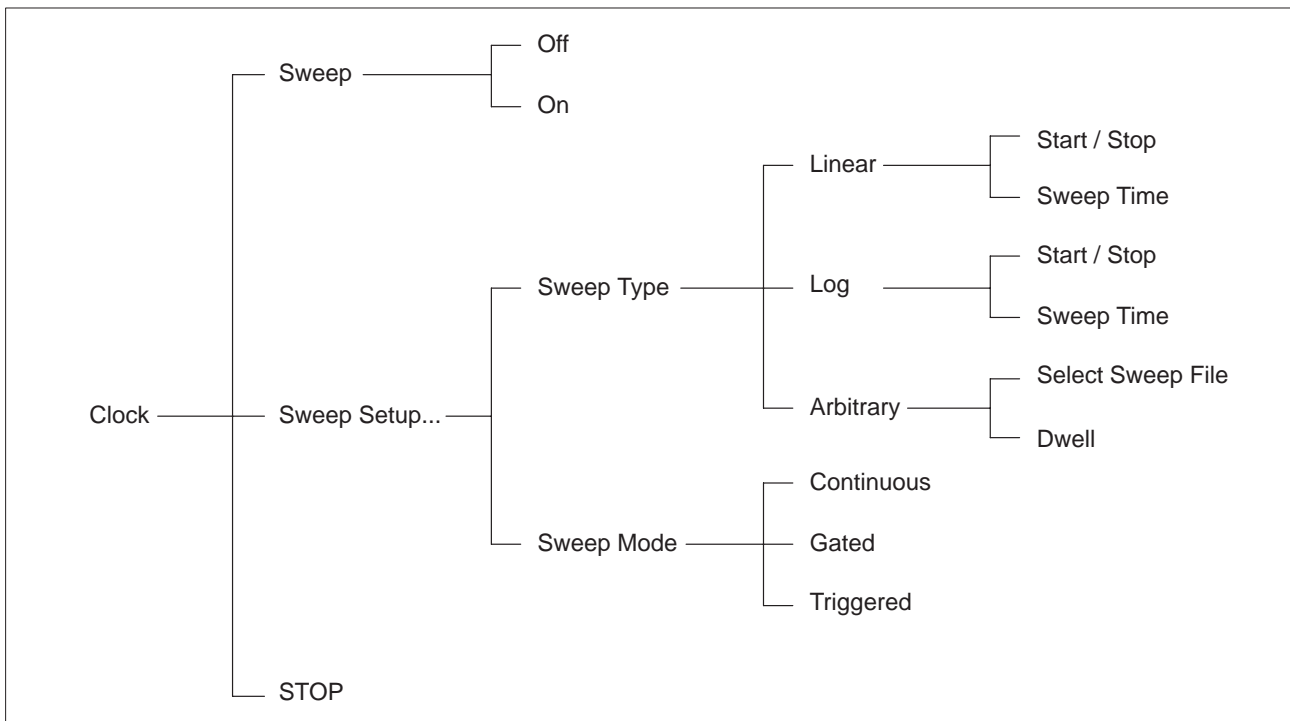 Off
Sweep
On
Linear
Start / Stop
Sweep Time
Sweep Type
Log
Start / Stop
Sweep Time
Select Sweep File
Arbitrary
Dwell
Clock
Sweep Setup...
Continuous
Sweep Mode
Gated
Triggered
STOP